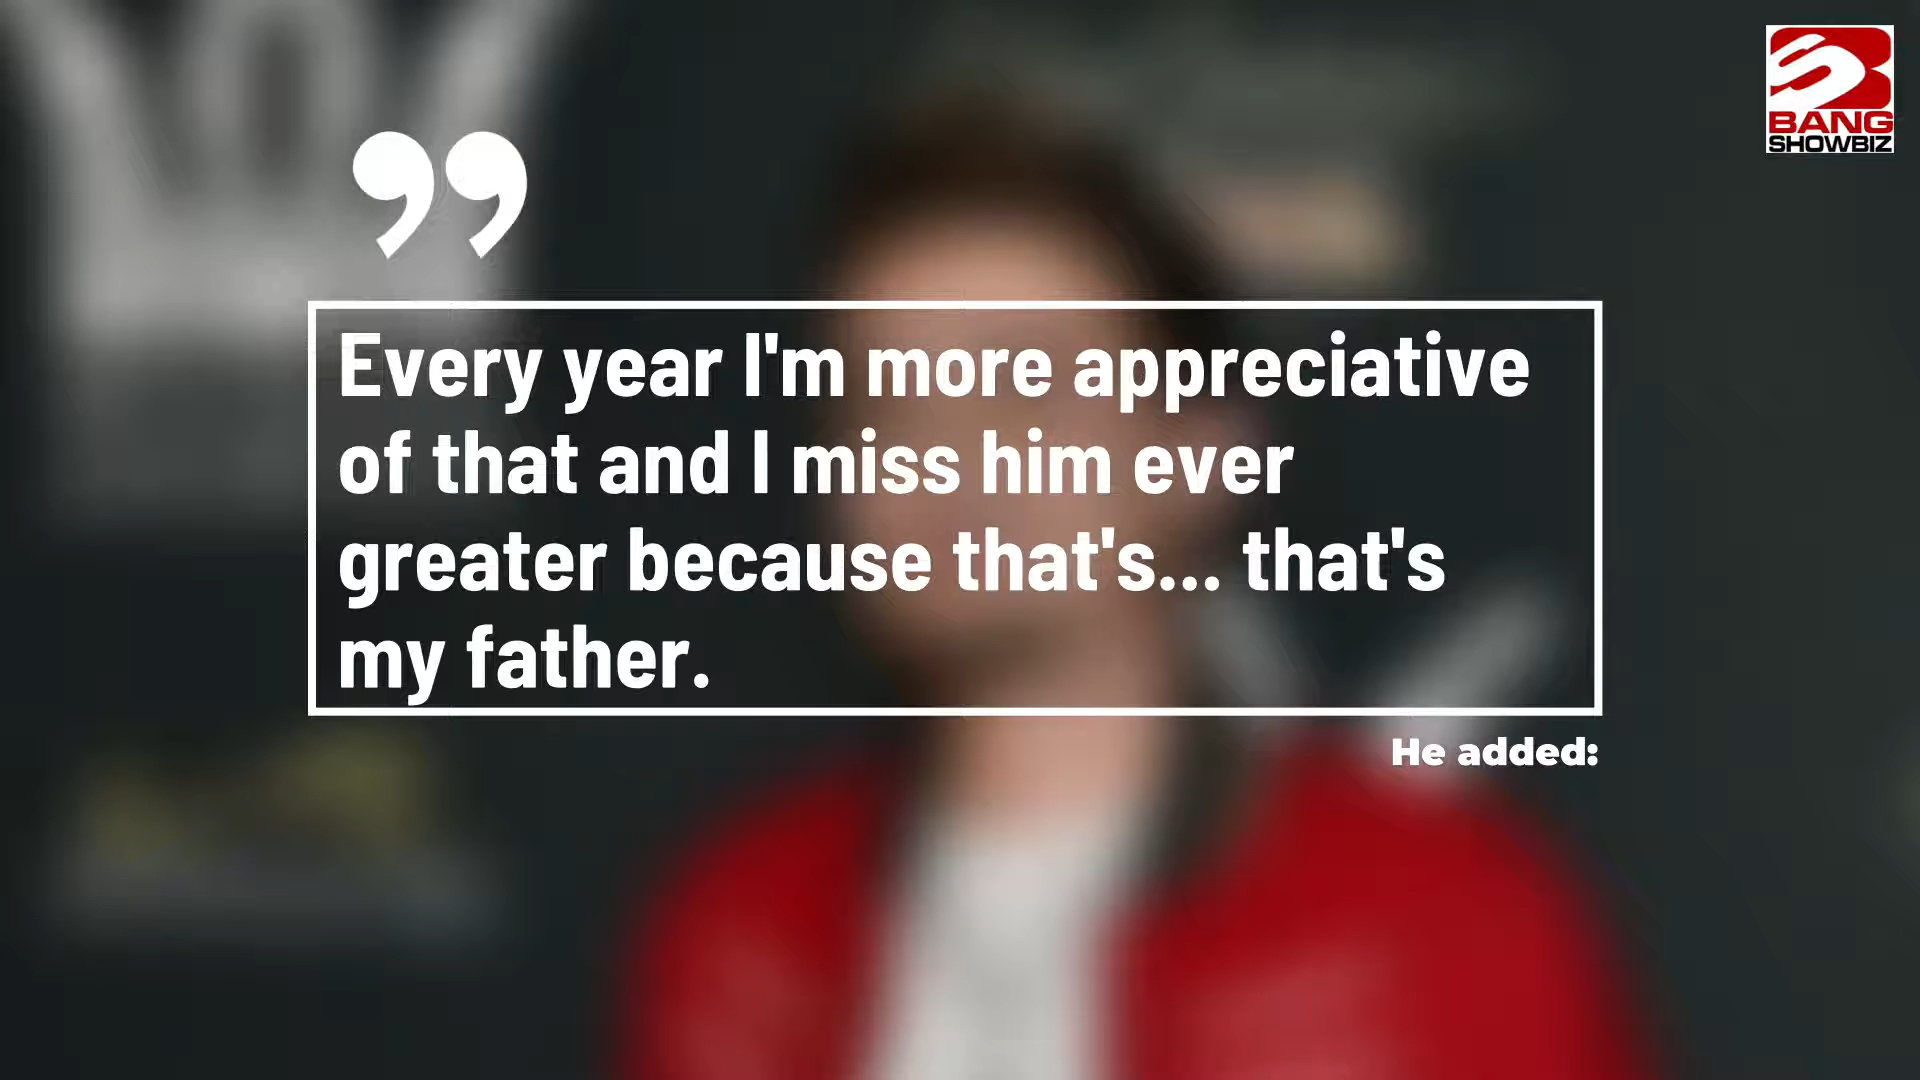 BANG
SHOWBIZ
”
Every year I'm more appreciative
of that and I miss him ever
greater because that's... that's
my father.
He added: